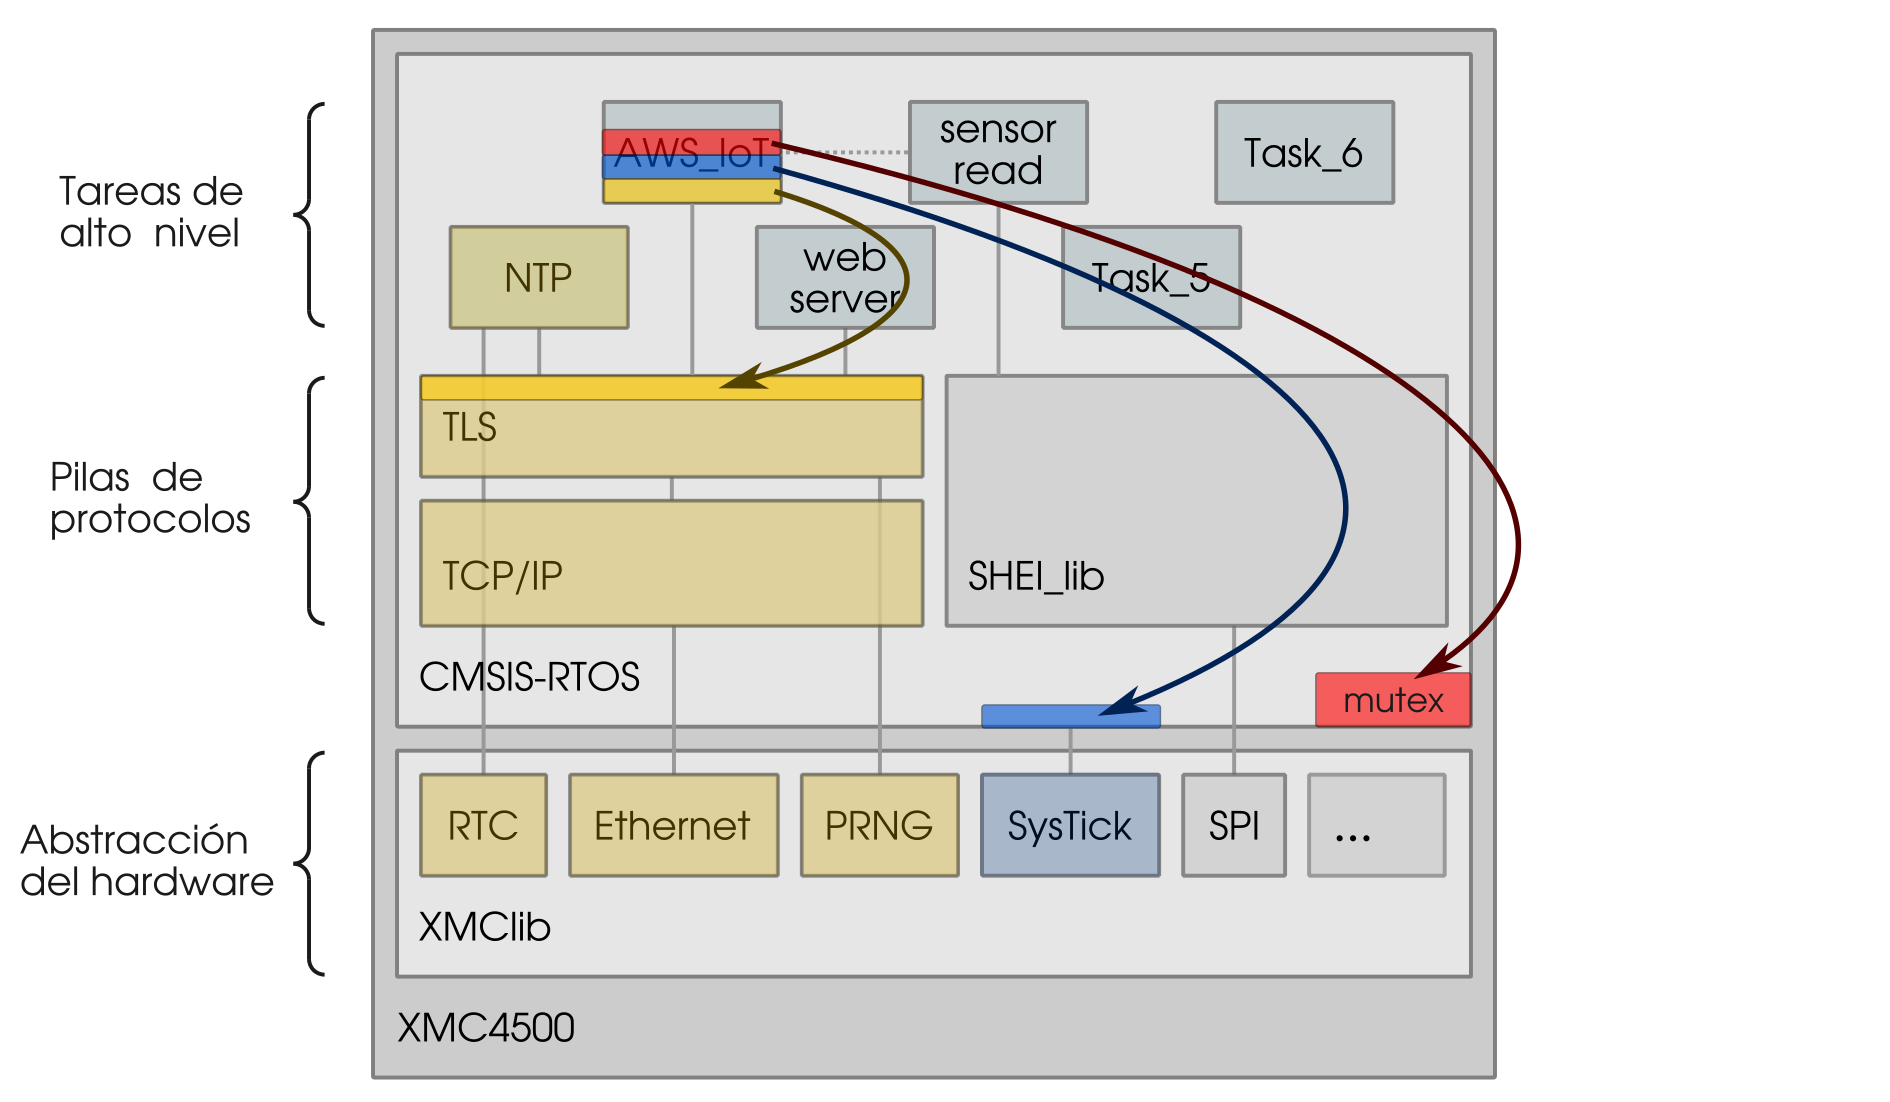 Tareas de
alto nivel
AWS_IoT
sensor
read
Task_6
NTP
web
server
Task_5
Pilas de
protocolos
TLS
TCP/IP
SHEI_lib
CMSIS-RTOS
mutex
Abstracción
del hardware
RTC
Ethernet
PRNG
SysTick
SPI
...
XMClib
XMC4500